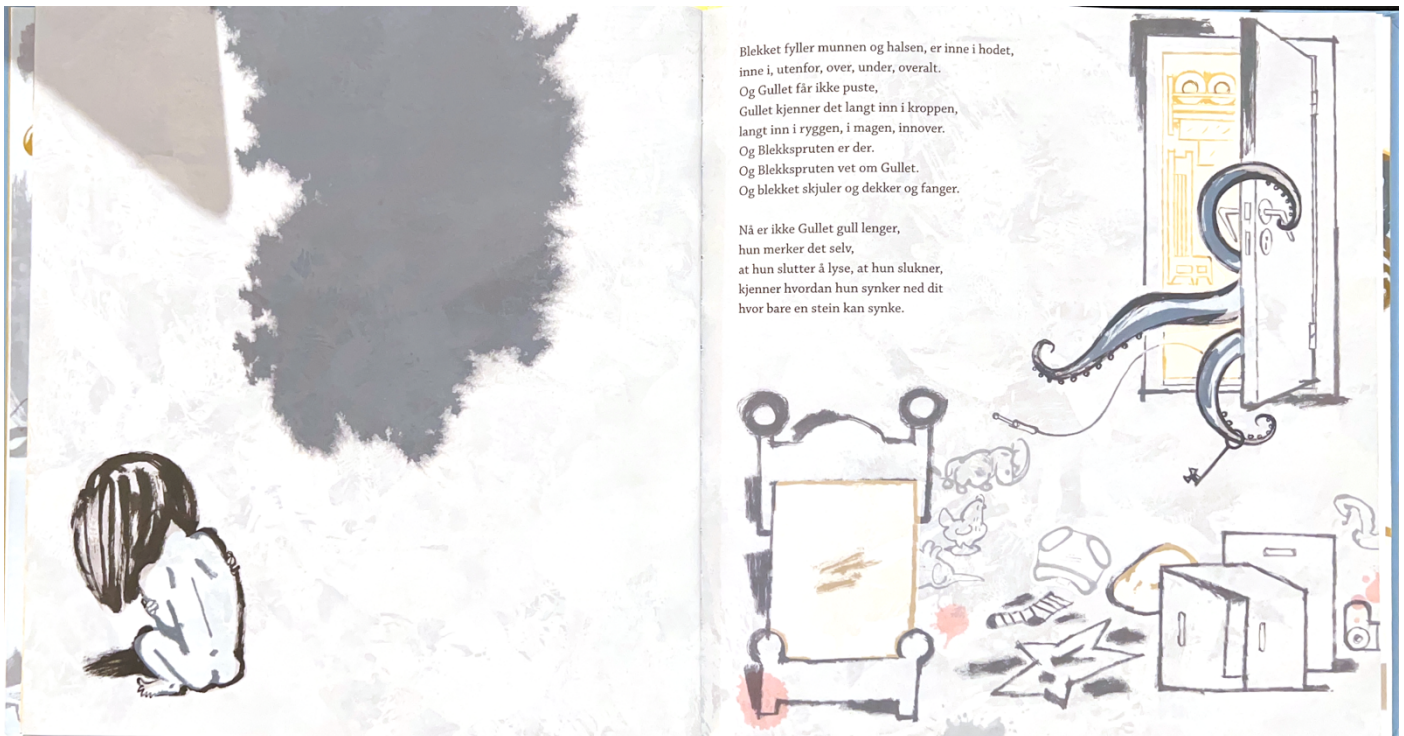 Blekket fyller munnen og halsen, er inne i hodet,
inne i, utenfor, over, under, overalt.
Og Gullet får ikke puste,
Gullet kjenner det langt inn i kroppen,
langt inn i ryggen, i magen, innover.
Og Blekkspruten er der.
Og Blekkspruten vet om Gullet.
Og blekket skjuler og dekker og fanger.
Nå er ikke Gullet gull lenger,
hun merker det selv,
at hun slutter å lyse, at hun slukner,
kjenner hvordan hun synker ned dit
hvor bare en stein kan synke.